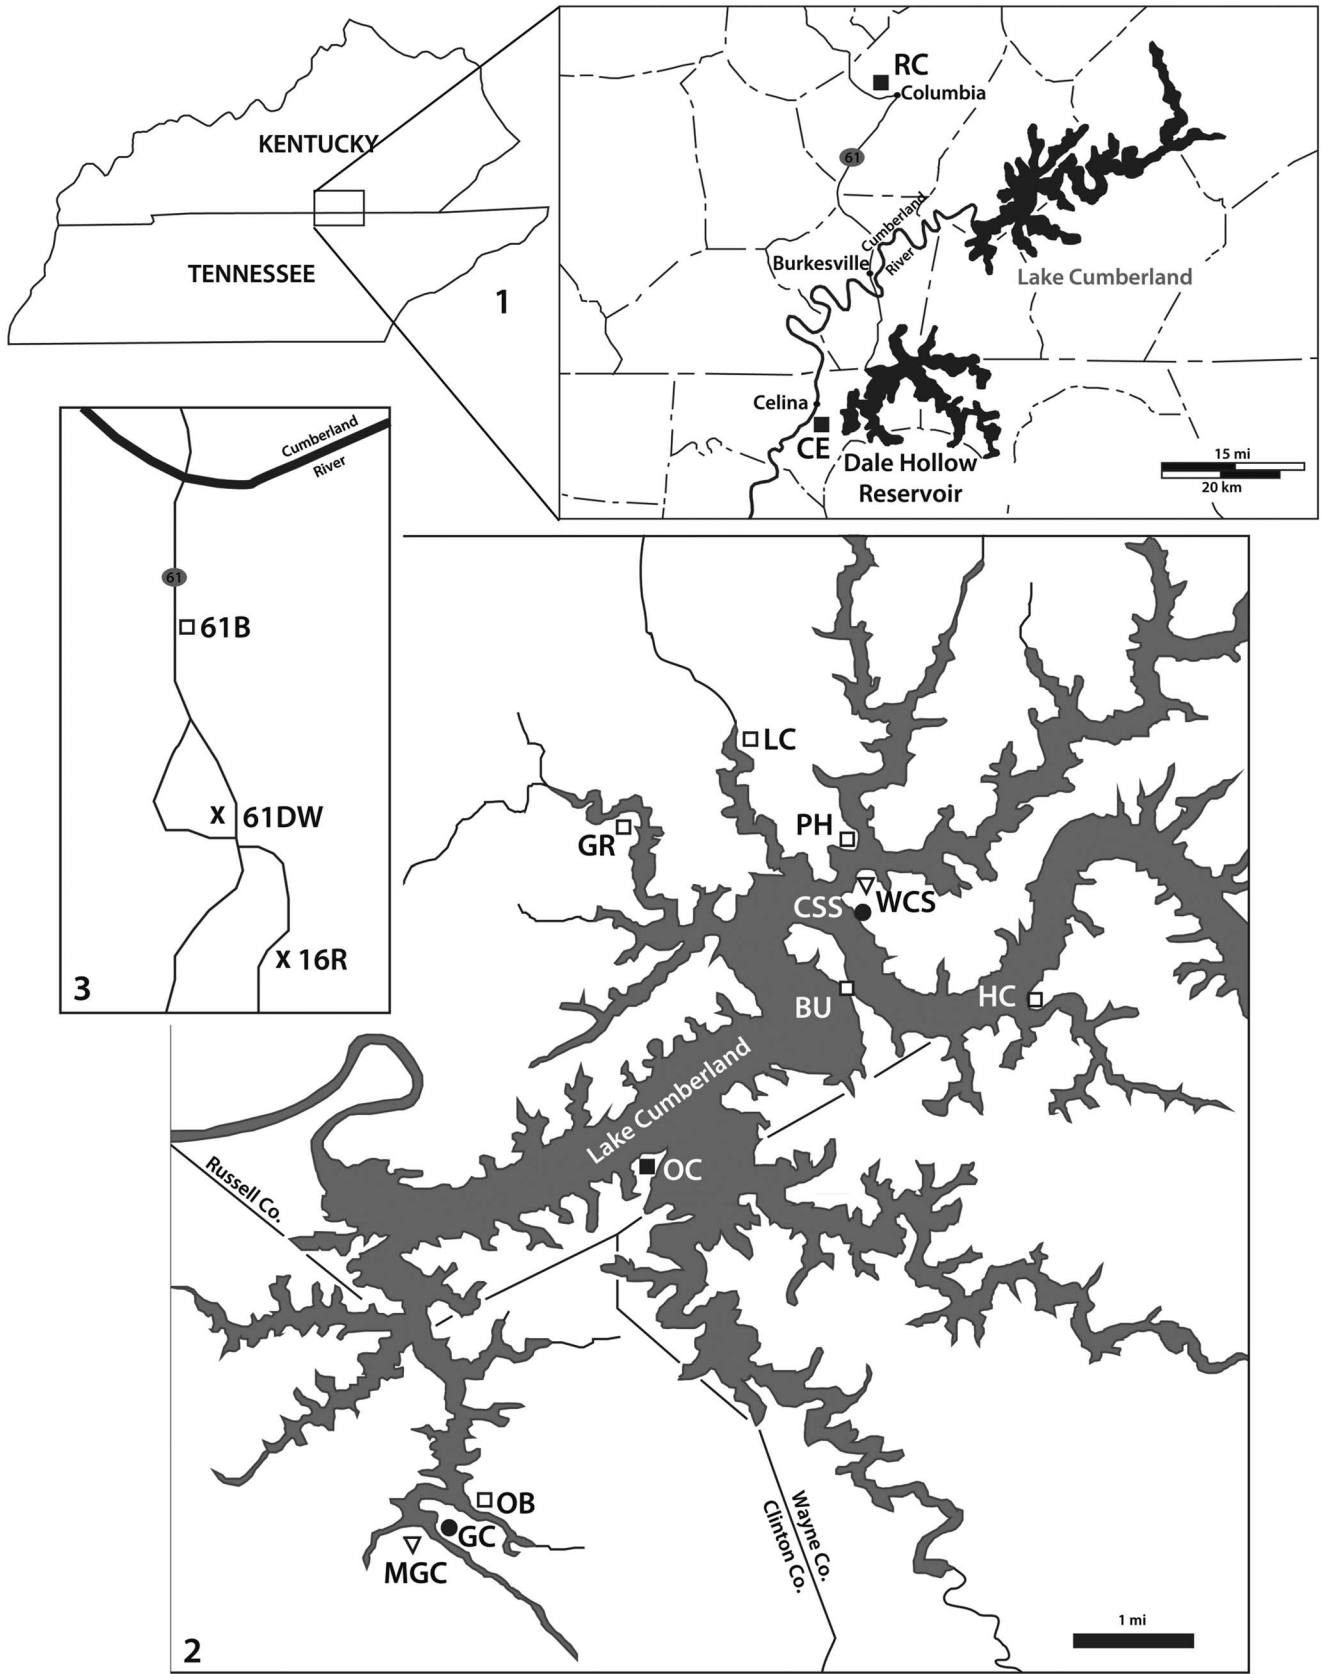 KENTUCKY
TENNESSEE
1
RC
Columbia
61
Cumberland
River
Burkesville
Lake Cumberland
Celina
CE
Dale Hollow
Reservoir
15 mi
20 km
Cumberland
River
61
61B
X 61DW
X 16R
3
LC
GR
PH
CSS
WCS
BU
HC
Lake Cumberland
OC
Russell Co.
OB
GC
MGC
Wayne Co.
Clinton Co.
1 mi
2